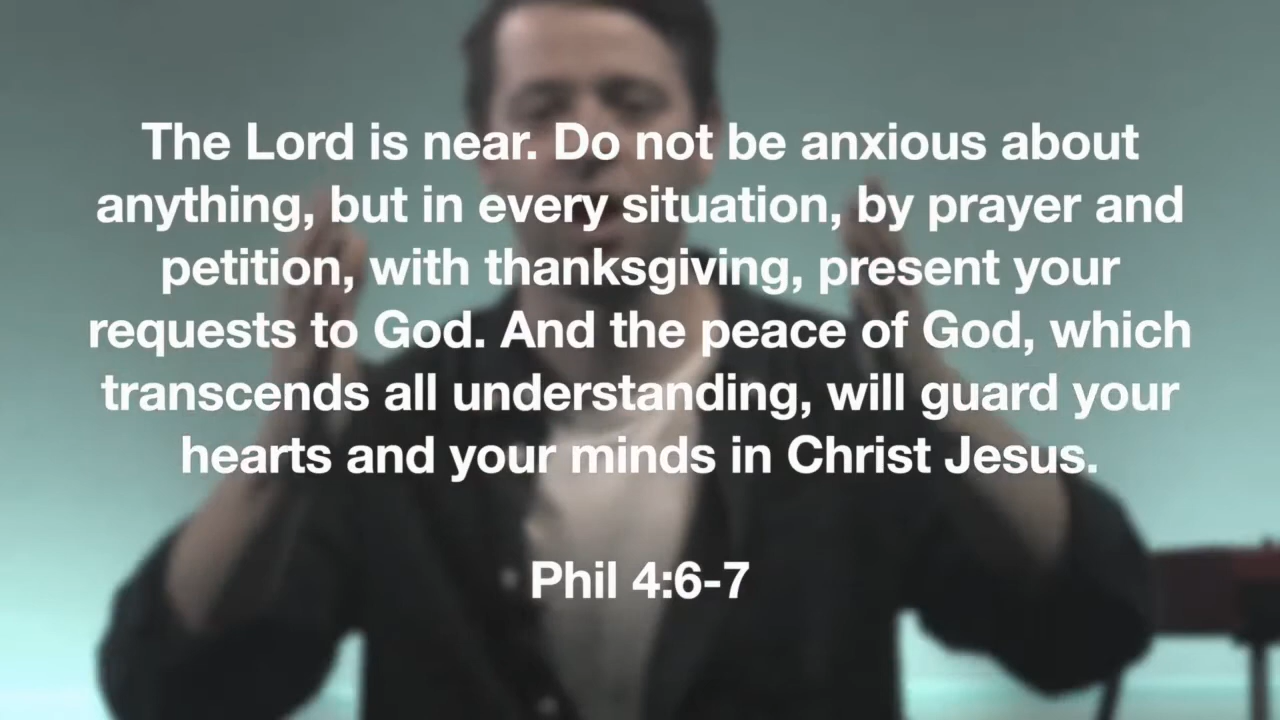 The Lord is near. Do not be anxious about
anything, but in every situation, by prayer and
petition, with thanksgiving, present your
requests to God. And the peace of God, which
transcends all understanding, will guard your
hearts and your minds in Christ Jesus.
Phil 4:6-7